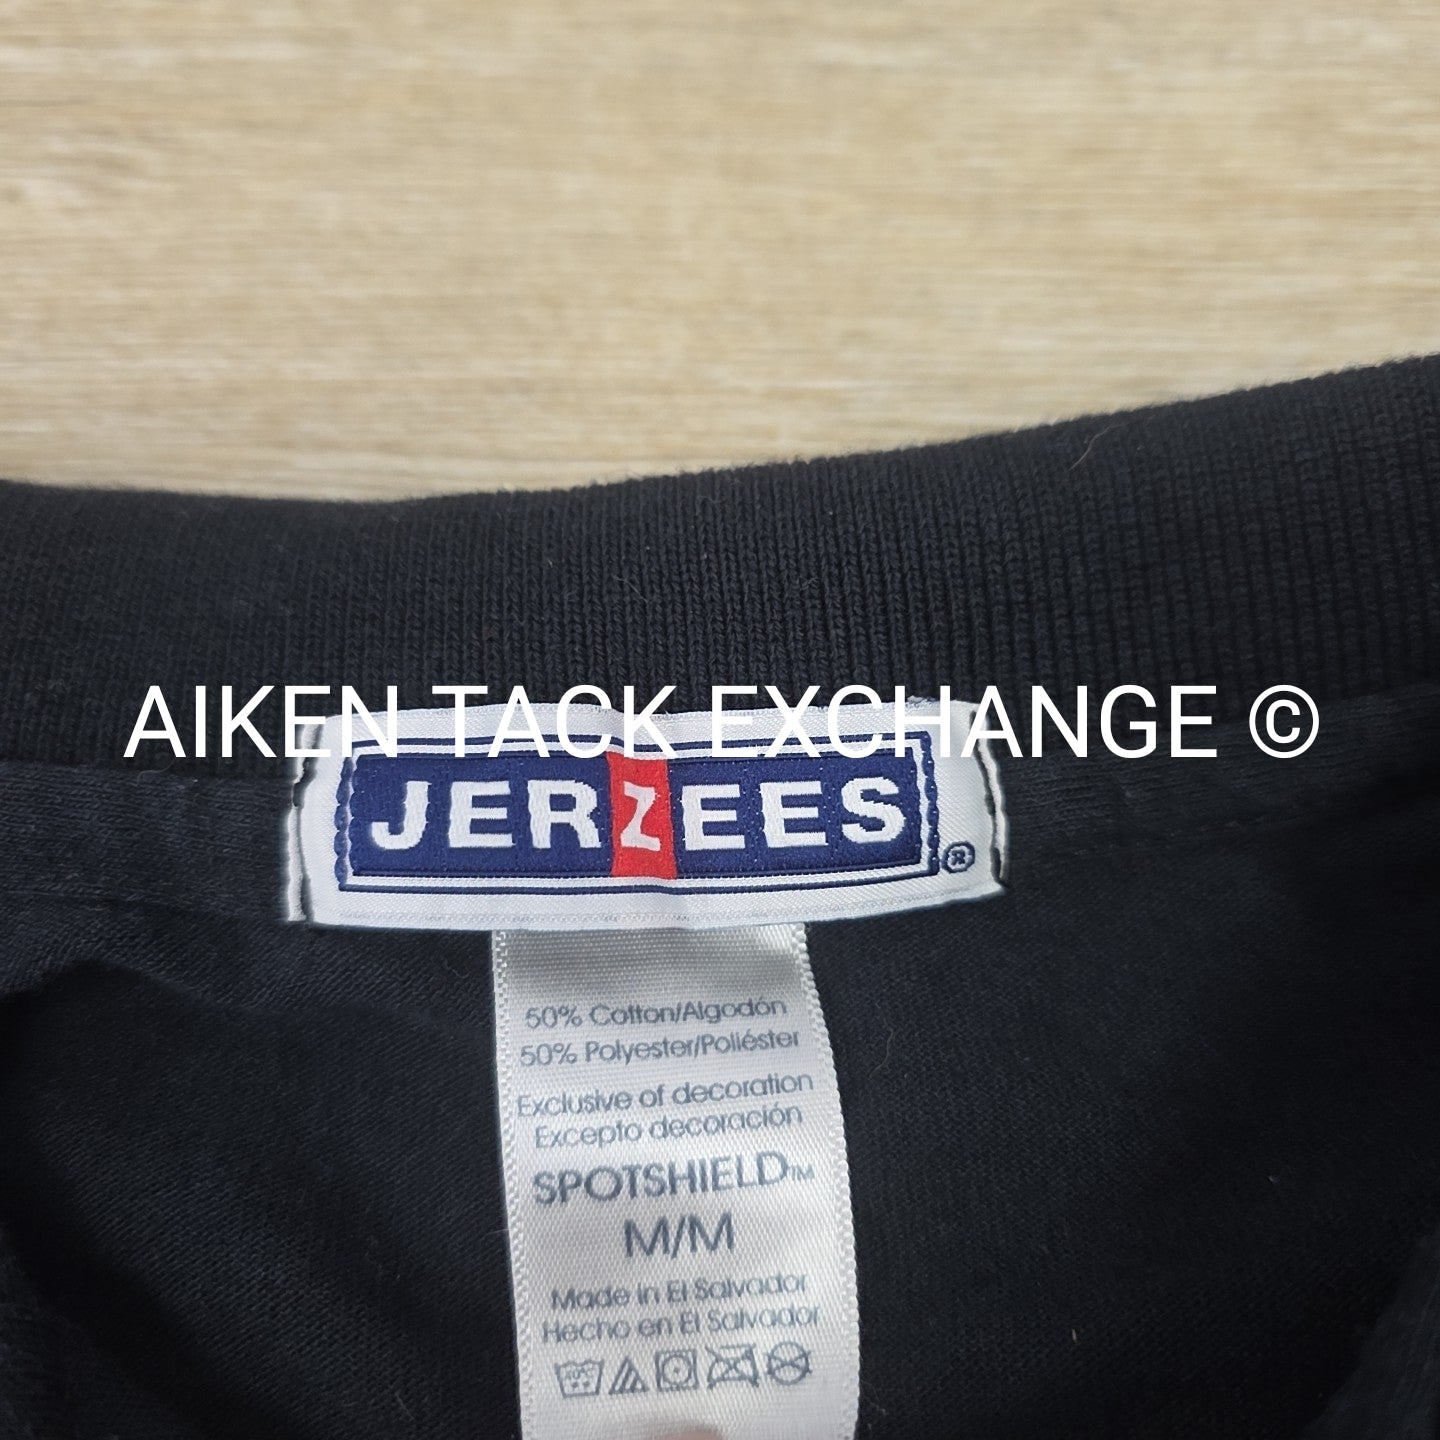 AIKEN TACK EXCHANGE ©
JERZEES®
50% Cotton/Algodón
50% Polyester/Poliéster
Exclusive of decoration
Excepto decoración
SPOTSHIELD™
M/M
Made in El Salvador
Hecho en El Salvador